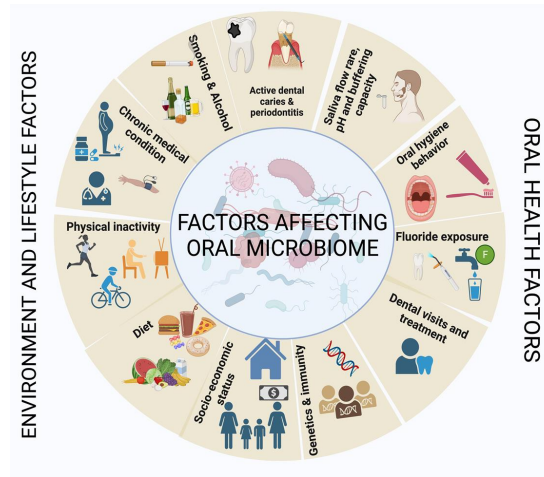 ENVIRONMENT AND LIFESTYLE FACTORS
ORAL HEALTH FACTORS
FACTORS AFFECTING
ORAL MICROBIOME
Active dental
caries &
periodontitis
Saliva flow rare,
pH and buffering
capacity
Oral hygiene
behavior
Fluoride exposure
F
Dental visits and
treatment
Genetics & immunity
Socio-economic
status
$
Diet
Physical inactivity
Chronic medical
condition
Smoking & Alcohol